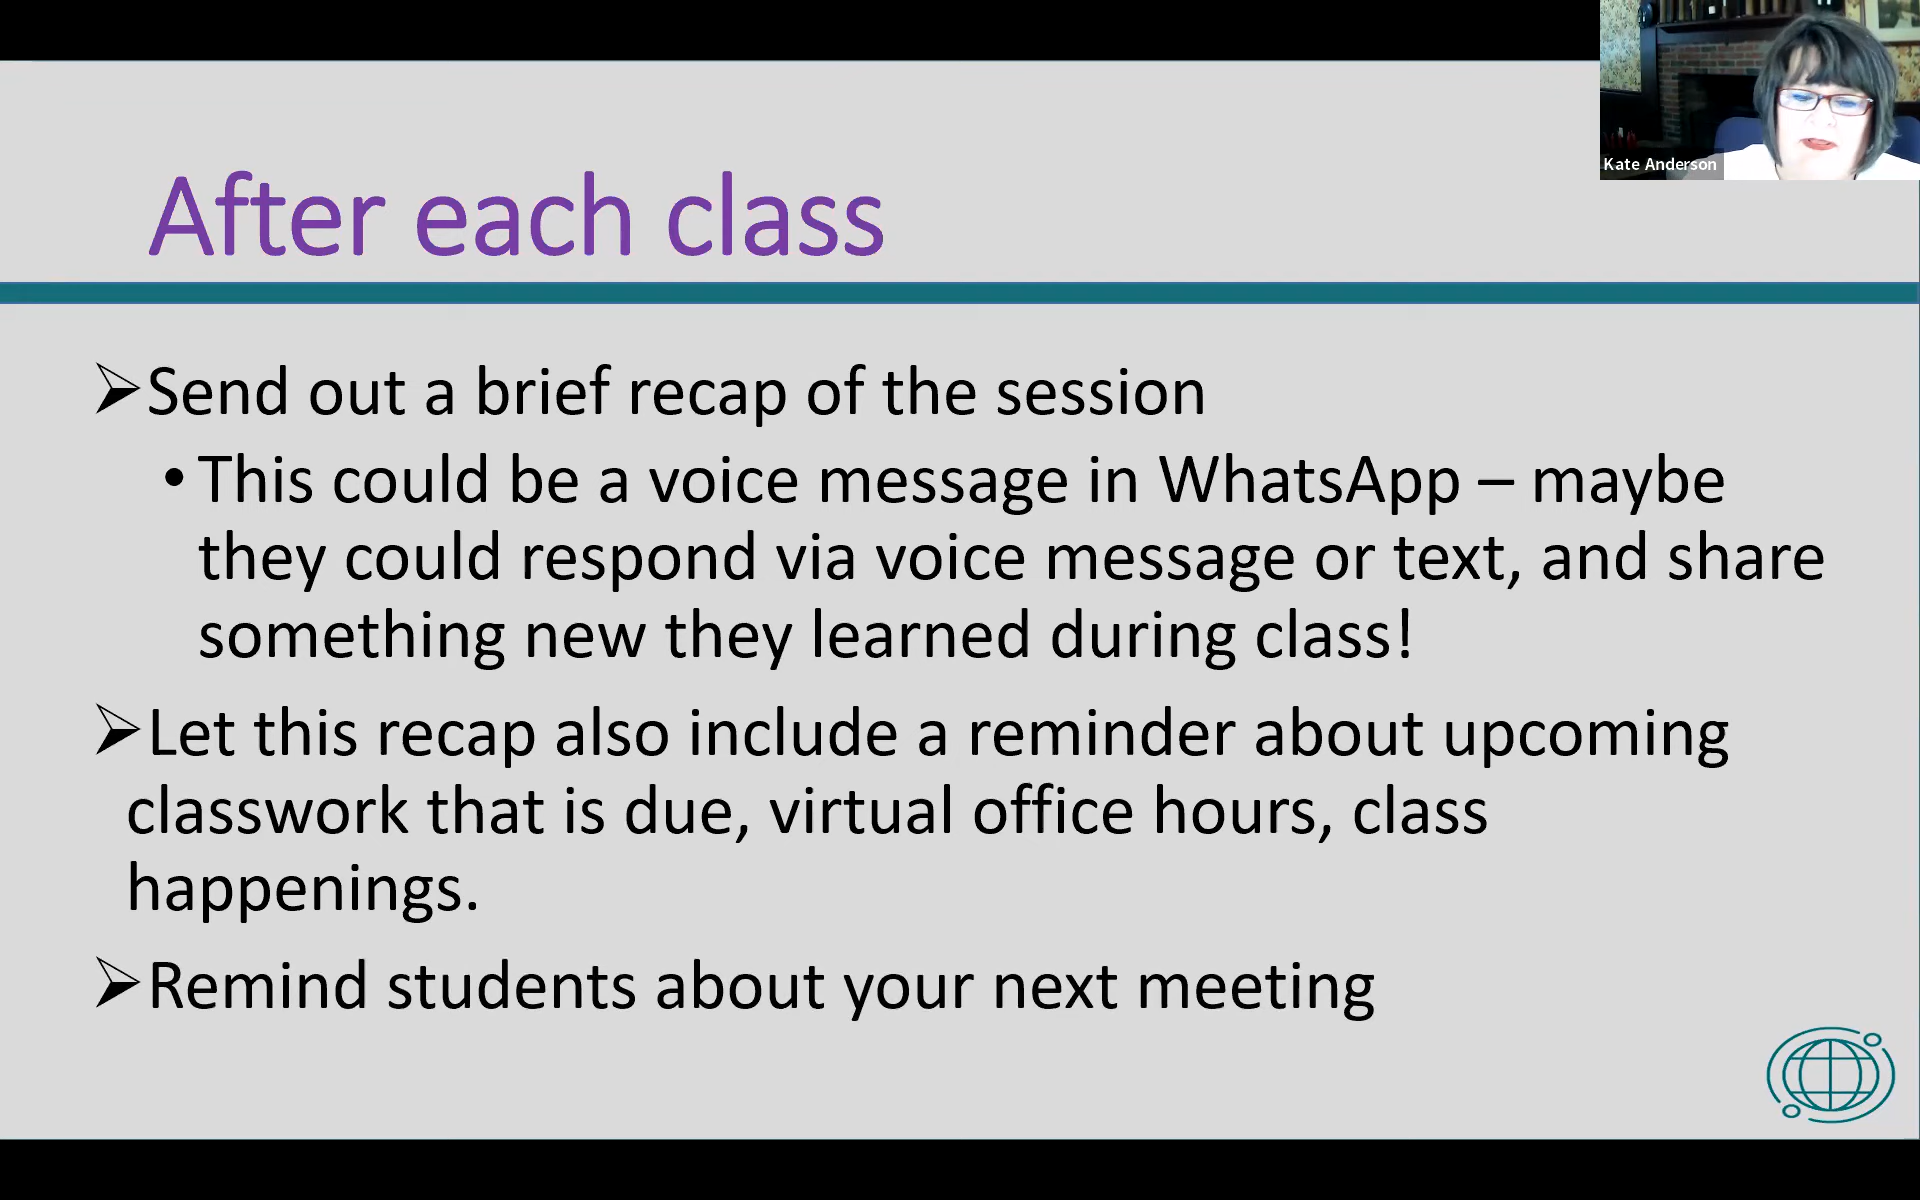 Kate Anderson
After each class
➢Send out a brief recap of the session
• This could be a voice message in WhatsApp – maybe
they could respond via voice message or text, and share
something new they learned during class!
➢Let this recap also include a reminder about upcoming
classwork that is due, virtual office hours, class
happenings.
➢Remind students about your next meeting